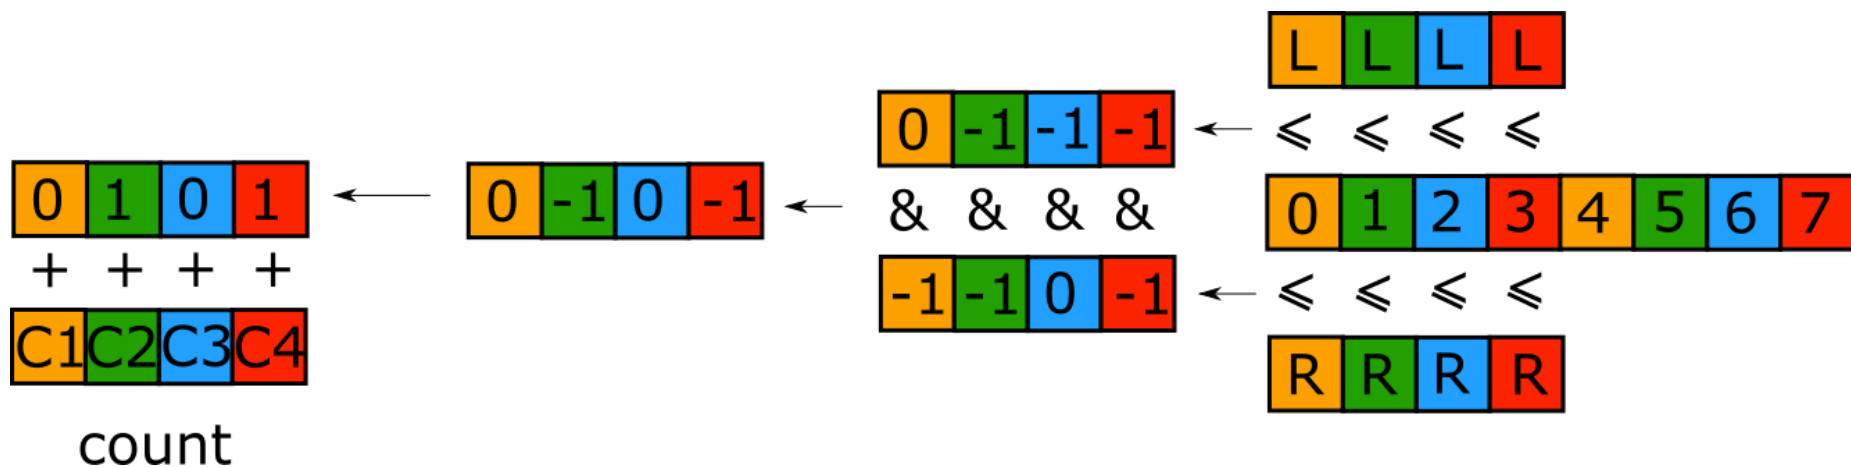 L L L L
0 -1 -1 -1
⩽ ⩽ ⩽ ⩽
0 1 0 1
0 -1 0 -1
& & & &
0 1 2 3 4 5 6 7
+ + + +
-1 -1 0 -1
⩽ ⩽ ⩽ ⩽
C1 C2 C3 C4
R R R R
count